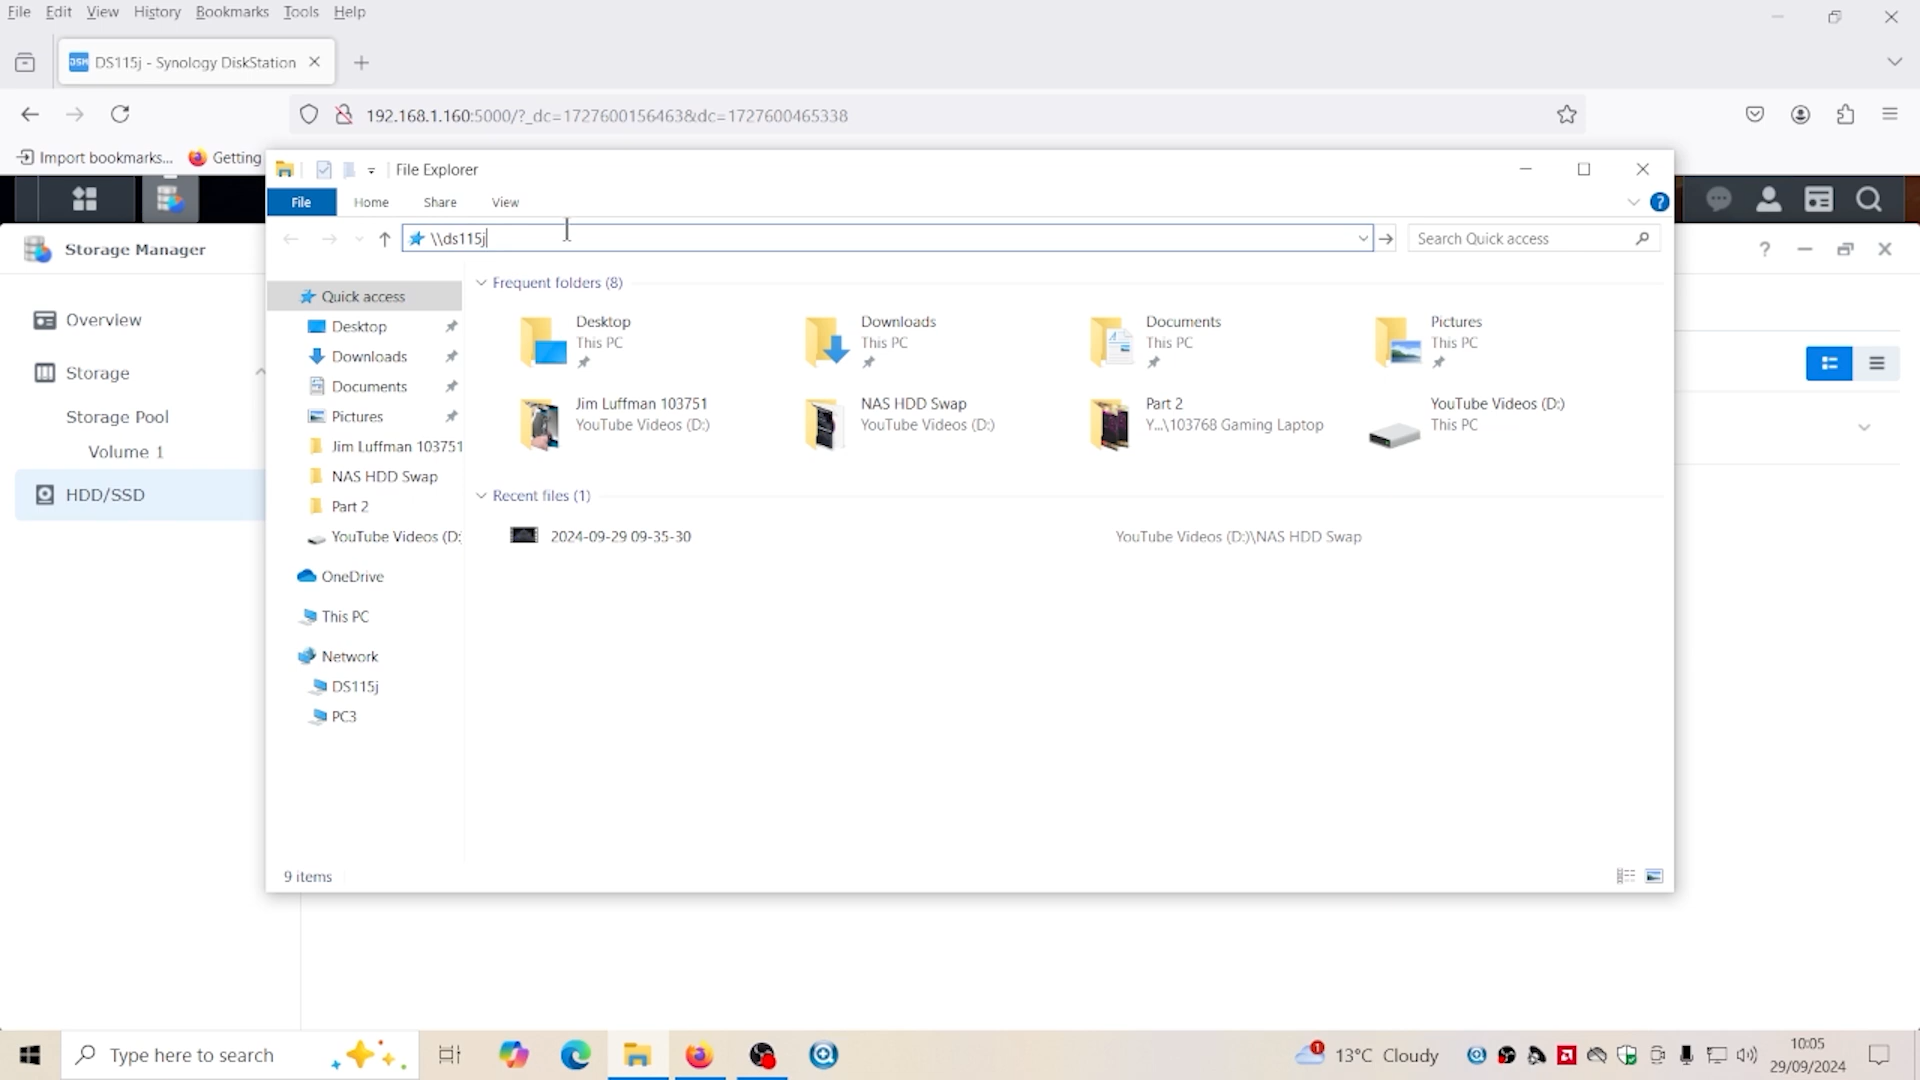 File Edit View History Bookmarks Tools Help
DS115j - Synology DiskStation
192.168.1.160:5000/?_dc=1727600156463&dc=1727600465338
Import bookmarks... Getting
File Explorer
File Home Share View
\\ds115j
Search Quick access
Storage Manager
Overview
Storage
Storage Pool
Volume 1
HDD/SSD
Quick access
Desktop
Downloads
Documents
Pictures
Jim Luffman 103751
NAS HDD Swap
Part 2
YouTube Videos (D:
OneDrive
This PC
Network
DS115j
PC3
Frequent folders (8)
Desktop
This PC
Downloads
This PC
Documents
This PC
Pictures
This PC
Jim Luffman 103751
YouTube Videos (D:)
NAS HDD Swap
YouTube Videos (D:)
Part 2
Y...\103768 Gaming Laptop
YouTube Videos (D:)
This PC
Recent files (1)
2024-09-29 09-35-30 YouTube Videos (D:)\NAS HDD Swap
9 items
Type here to search
1
13°C Cloudy
10:05
29/09/2024